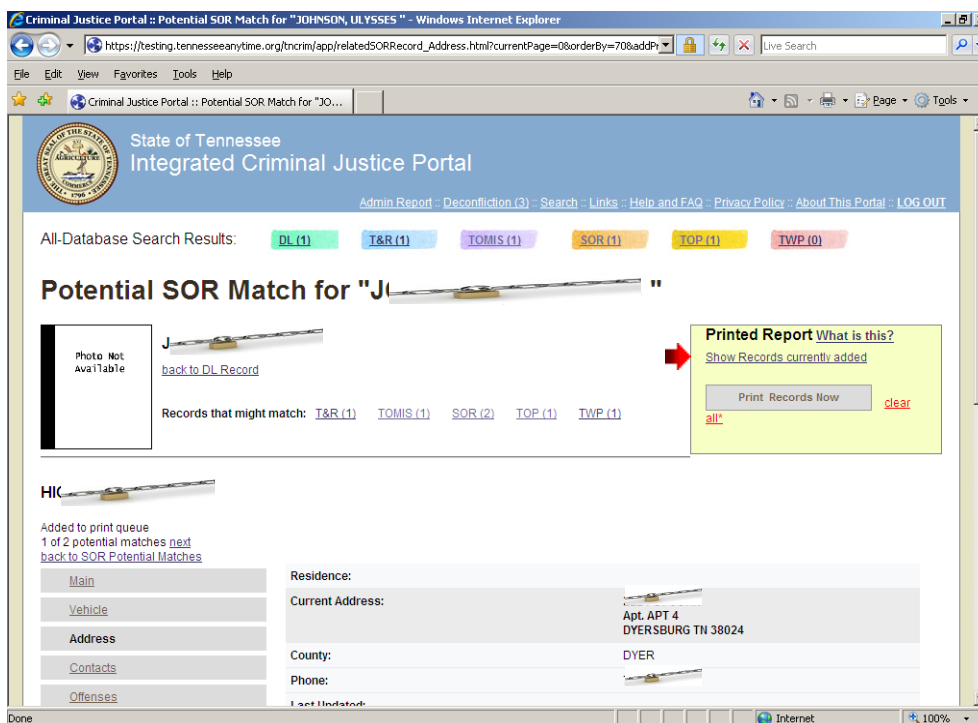 Criminal Justice Portal :: Potential SOR Match for "JOHNSON, ULYSSES " - Windows Internet Explorer
https://testing.tennesseeanytime.org/tncrim/app/relatedSORRecord_Address.html?currentPage=0&orderBy=70&addPr
Live Search
File Edit View Favorites Tools Help
Criminal Justice Portal :: Potential SOR Match for "JO...
Page Tools
THE STATE
AGRICULTURE
COMMERCE
1796
State of Tennessee
Integrated Criminal Justice Portal
Admin Report :: Deconfliction (3) :: Search :: Links :: Help and FAQ :: Privacy Policy :: About This Portal :: LOG OUT
All-Database Search Results: DL (1) T&R (1) TOMIS (1) SOR (1) TOP (1) TWP (0)
Potential SOR Match for "J "
Photo Not
Available
J
back to DL Record
Records that might match: T&R (1) TOMIS (1) SOR (2) TOP (1) TWP (1)
Printed Report What is this?
Show Records currently added
Print Records Now clear
all*
HI
Added to print queue
1 of 2 potential matches next
back to SOR Potential Matches
Main
Vehicle
Address
Contacts
Offenses
Residence:
Current Address:
Apt. APT 4
DYERSBURG TN 38024
County: DYER
Phone:
Last Updated:
Done
Internet
100%